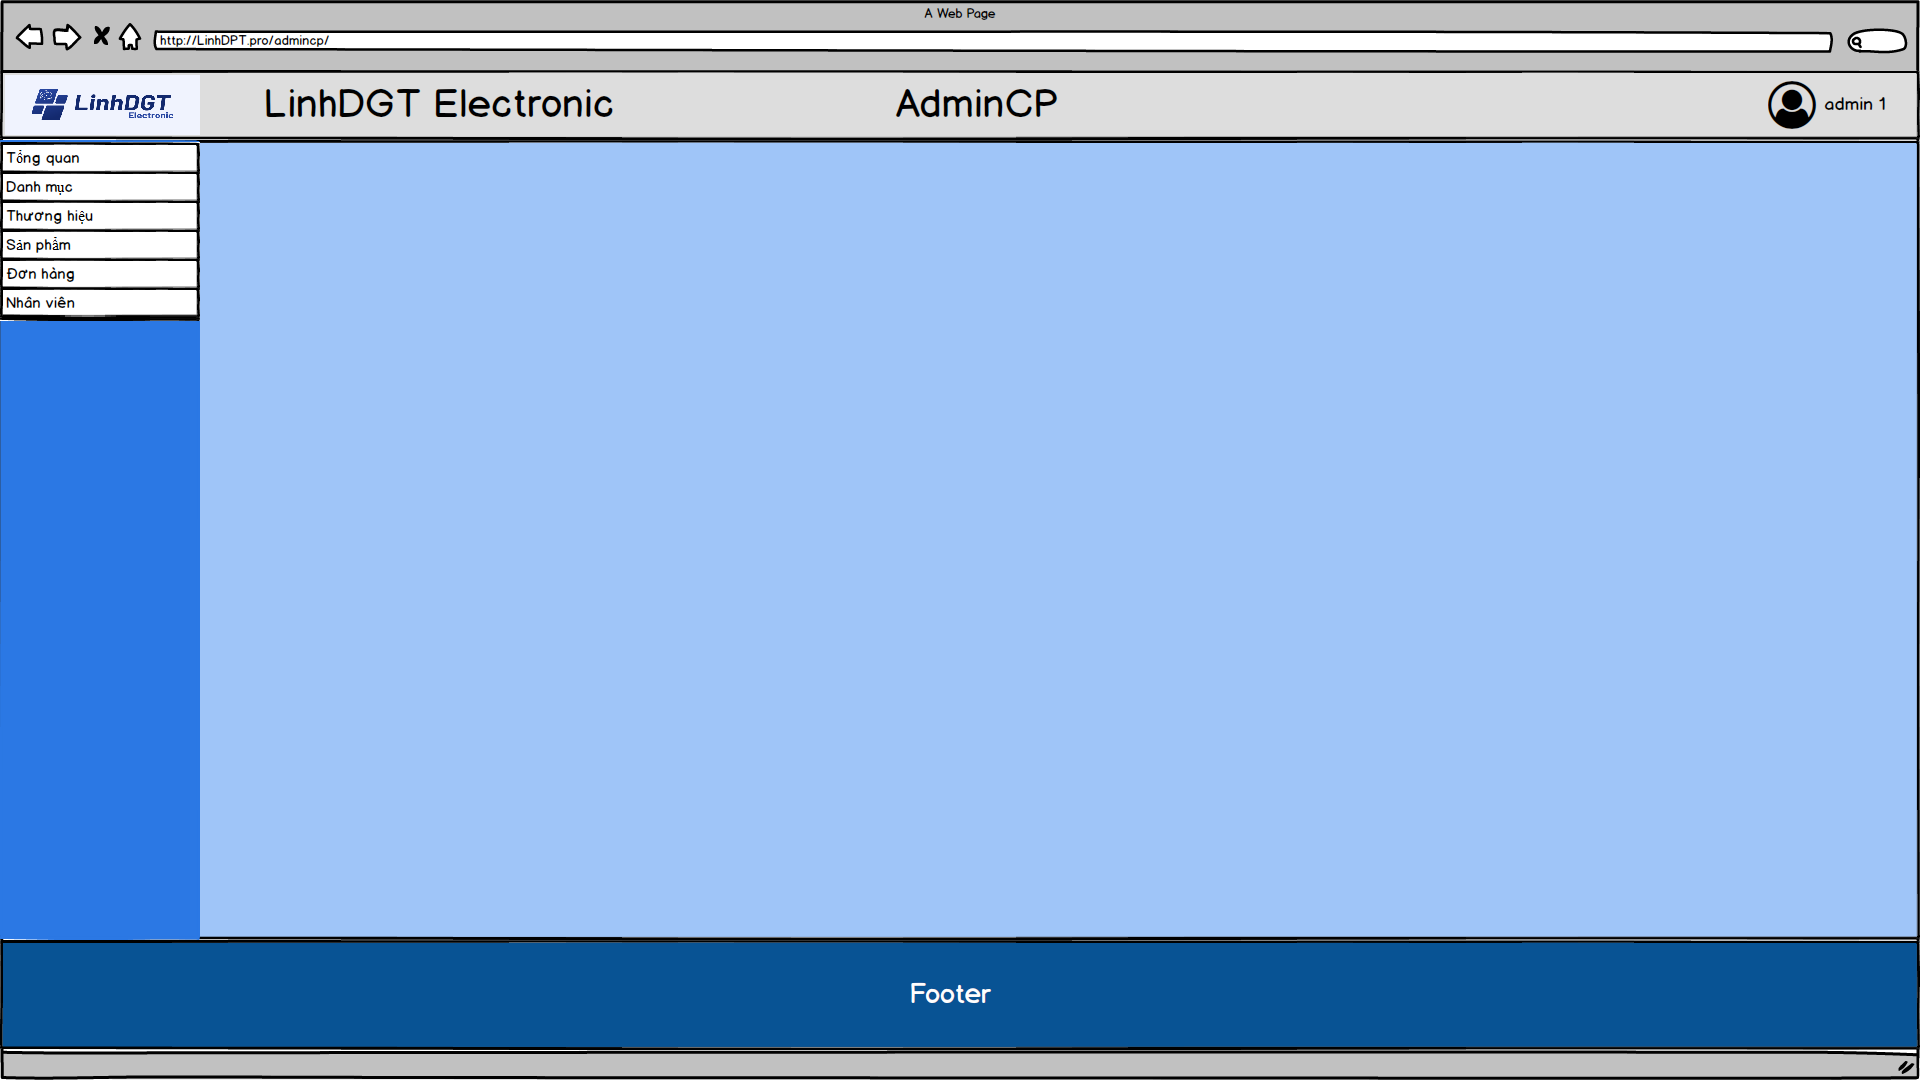 A Web Page
http://LinhDPT.pro/admincp/
LinhDGT
Electronic
LinhDGT Electronic
AdminCP
admin 1
Tổng quan
Danh mục
Thương hiệu
Sản phẩm
Đơn hàng
Nhân viên
Footer